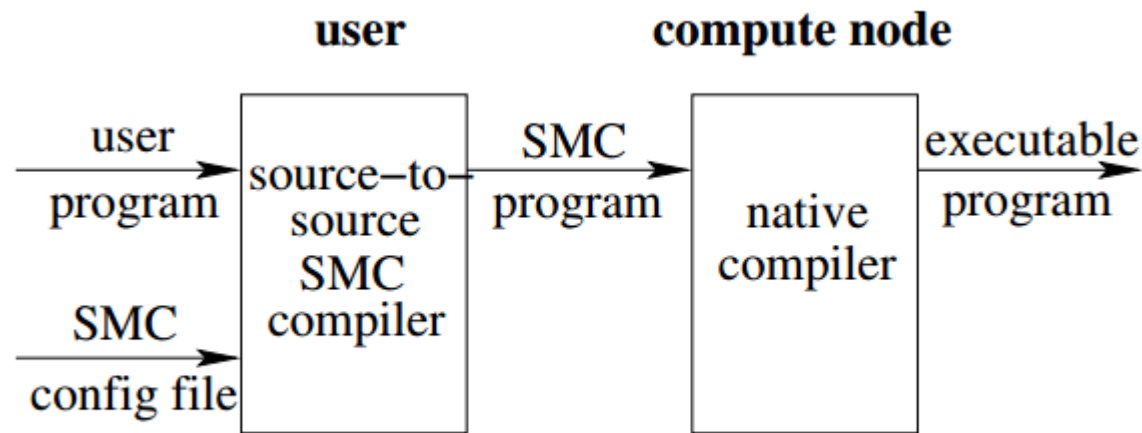 user
compute node
user
program
SMC
config file
source–to–
source
SMC
compiler
SMC
program
native
compiler
executable
program